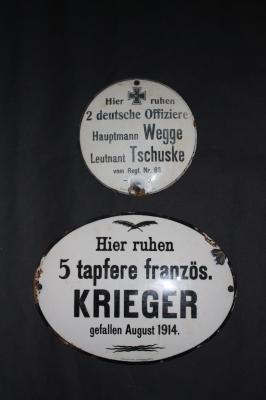 Hier ruhen
2 deutsche Offiziere
Hauptmann Wegge
Leutnant Tschuske
vom Regt. Nr. 83
Hier ruhen
5 tapfere französ.
KRIEGER
gefallen August 1914.